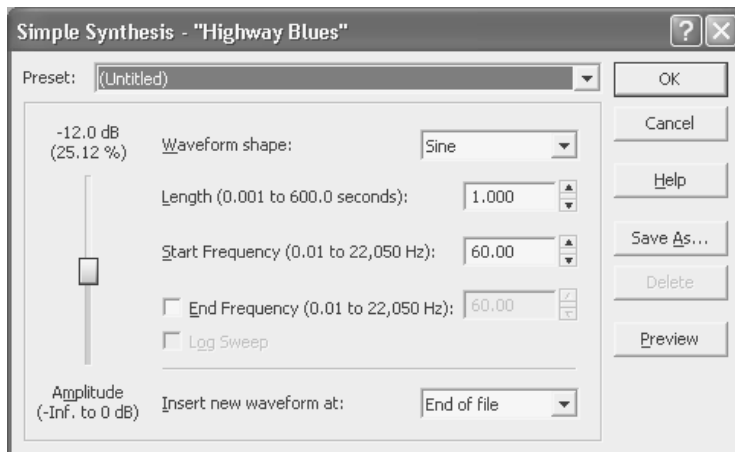 Simple Synthesis - "Highway Blues"
Preset: (Untitled)
OK
Cancel
Help
Save As...
Delete
Preview
-12.0 dB
(25.12 %)
Amplitude
(-Inf. to 0 dB)
Waveform shape: Sine
Length (0.001 to 600.0 seconds): 1.000
Start Frequency (0.01 to 22,050 Hz): 60.00
End Frequency (0.01 to 22,050 Hz): 60.00
Log Sweep
Insert new waveform at: End of file